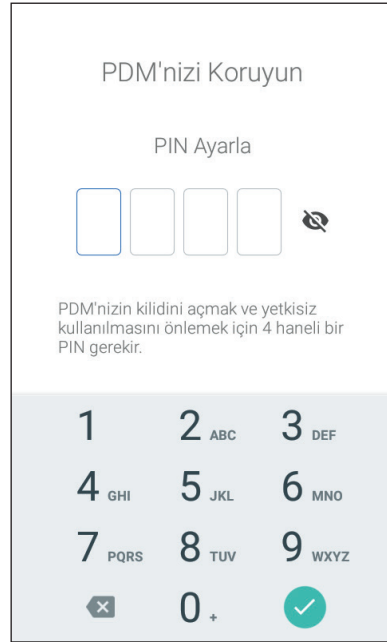 PDM'nizi Koruyun
PIN Ayarla
PDM'nizin kilidini açmak ve yetkisiz
kullanılmasını önlemek için 4 haneli bir
PIN gerekir.
1 2 ABC 3 DEF
4 GHI 5 JKL 6 MNO
7 PQRS 8 TUV 9 WXYZ
0 +